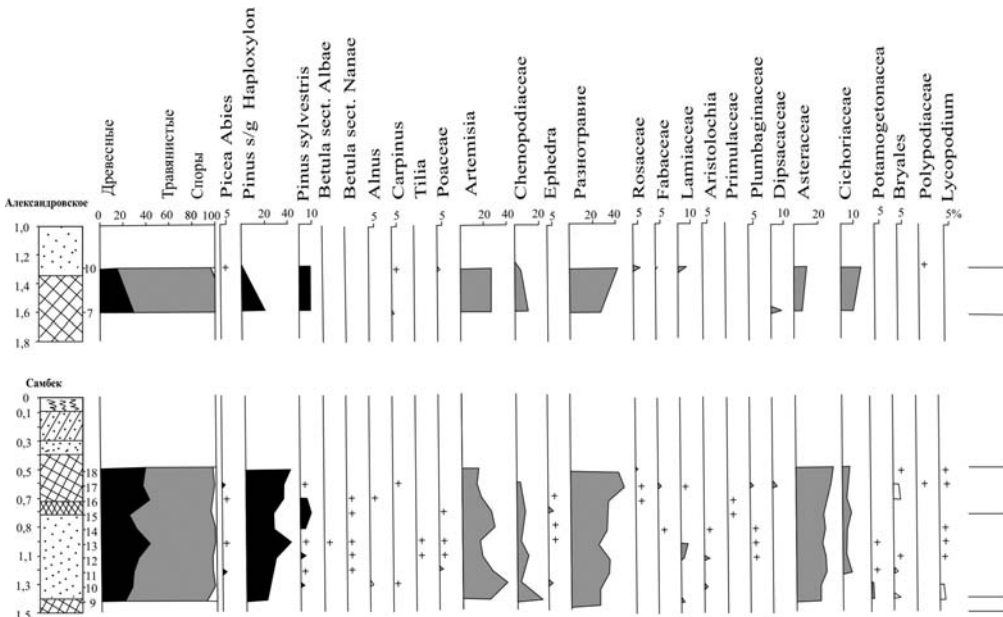 Древесные
Травянистые
Споры
Picea Abies
Pinus s/g Haploxylon
Pinus sylvestris
Betula sect. Albae
Betula sect. Nanae
Alnus
Carpinus
Tilia
Poaceae
Artemisia
Chenopodiaceae
Ephedra
Разнотравие
Rosaceae
Fabaceae
Lamiaceae
Aristolochia
Primulaceae
Plumbaginaceae
Dipsacaceae
Asteraceae
Cichoriaceae
Potamogetonacea
Bryales
Polypodiaceae
Lycopodium
Александровское
0 20 40 60 80 100 5 20 40 10 5 5 5 20 40 20 5 20 40 5 5 10 5 5 10 20 10 5 5 5%
1,0
1,2
10
1,4
1,6
7
1,8
Самбек
0
0,1
0,3
0,5
18
17
0,7
16
15
0,9
14
1,1
13
12
11
1,3
10
9
1,5